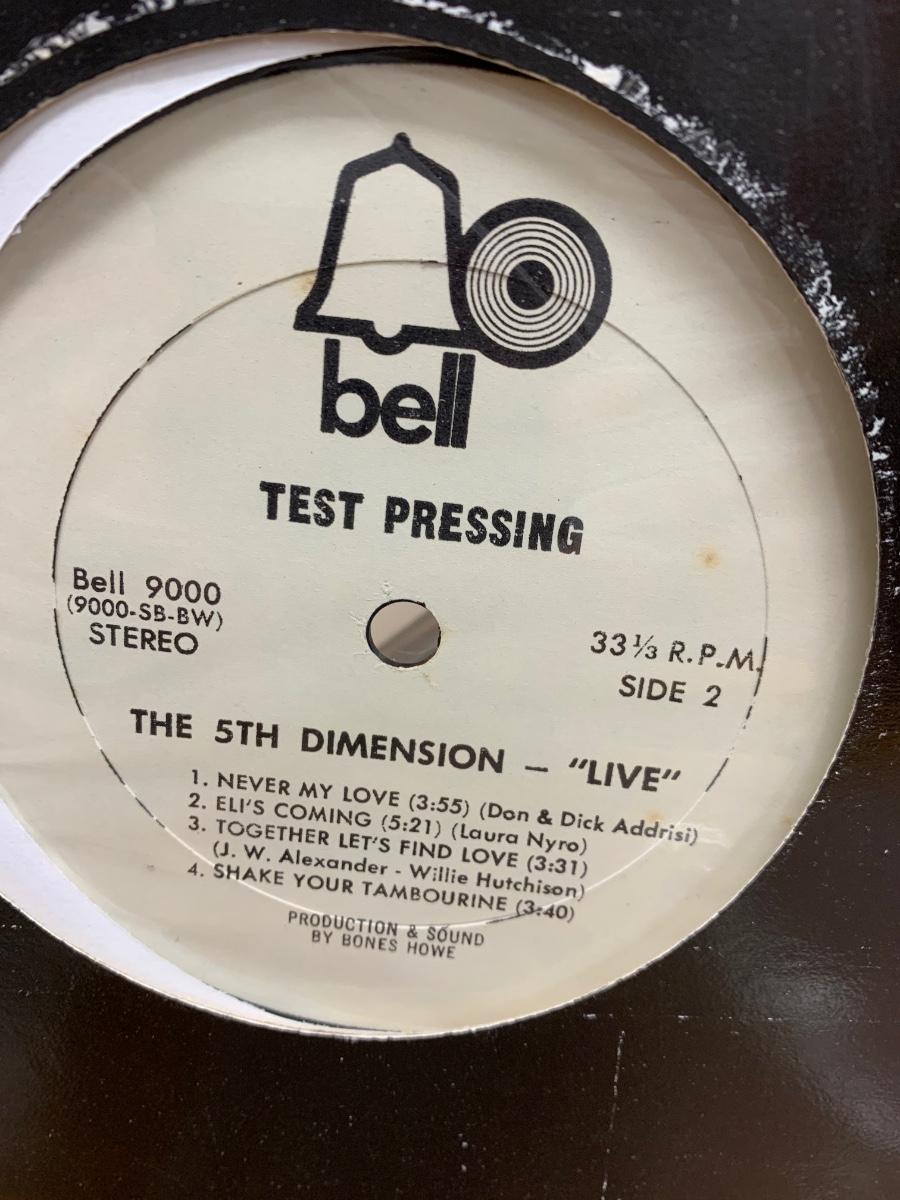 bell
TEST PRESSING
Bell 9000
(9000-SB-BW)
STEREO
33⅓ R.P.M.
SIDE 2
THE 5TH DIMENSION – "LIVE"
1. NEVER MY LOVE (3:55) (Don & Dick Addrisi)
2. ELI'S COMING (5:21) (Laura Nyro)
3. TOGETHER LET'S FIND LOVE (3:31)
(J. W. Alexander - Willie Hutchison)
4. SHAKE YOUR TAMBOURINE (3:40)
PRODUCTION & SOUND
BY BONES HOWE